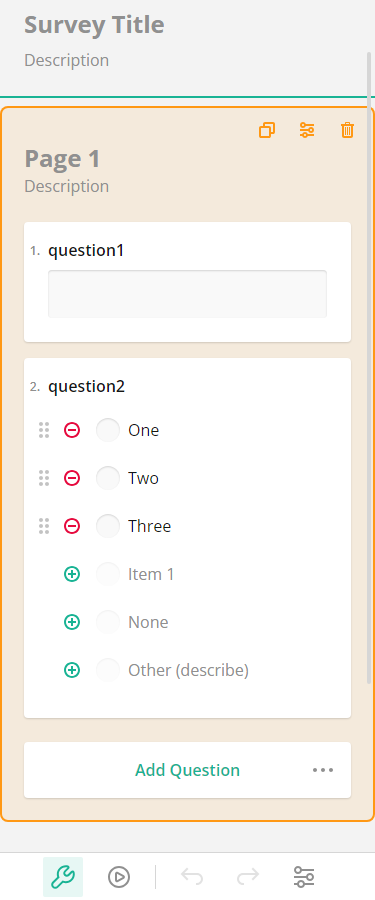 Survey Title
Description
Page 1
Description
1. question1
2. question2
One
Two
Three
Item 1
None
Other (describe)
Add Question